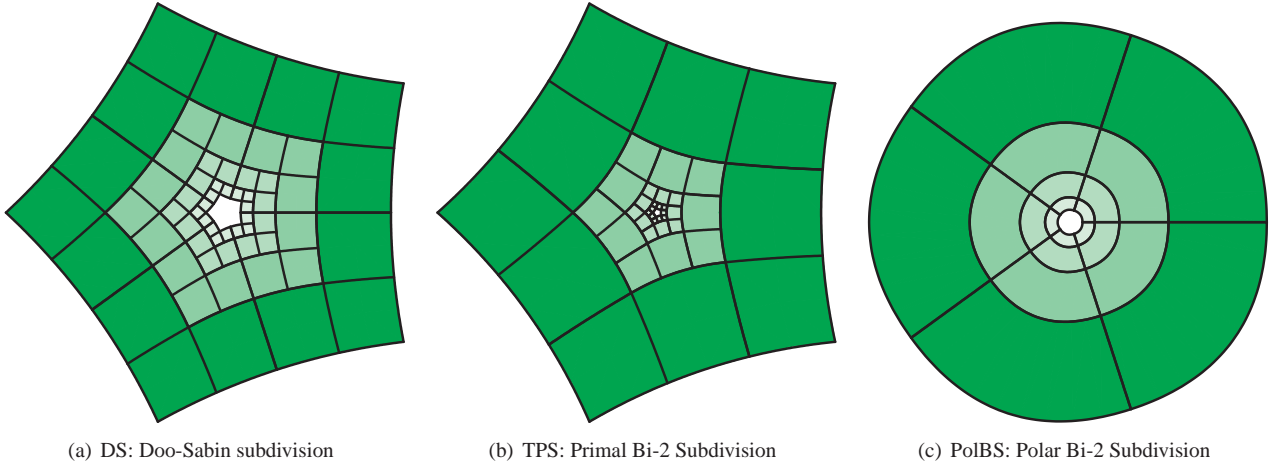 (a) DS: Doo-Sabin subdivision
(b) TPS: Primal Bi-2 Subdivision
(c) PolBS: Polar Bi-2 Subdivision